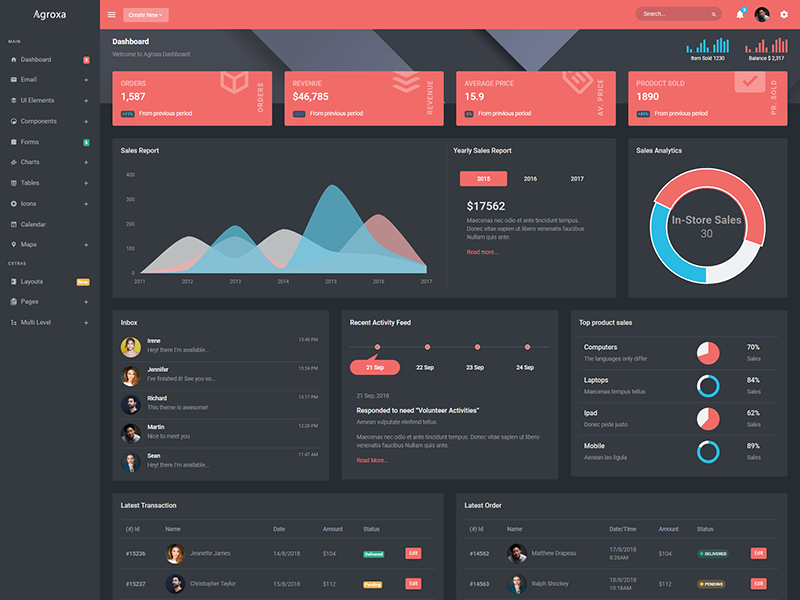 Agroxa
Create New
Search...
MAIN
Dashboard
Email
UI Elements
Components
Forms 6
Charts
Tables
Icons
Calendar
Maps
EXTRAS
Layouts New
Pages
Multi Level
Dashboard
Welcome to Agroxa Dashboard
Item Sold 1230
Balance $ 2,317
ORDERS
1,587
+11% From previous period
ORDERS
REVENUE
$46,785
From previous period
REVENUE
AVERAGE PRICE
15.9
0% From previous period
AV. PRICE
PRODUCT SOLD
1890
+89% From previous period
PR. SOLD
Sales Report
400
300
200
100
0
2011 2012 2013 2014 2015 2016 2017
Yearly Sales Report
2015 2016 2017
$17562
Maecenas nec odio et ante tincidunt tempus.
Donec vitae sapien ut libero venenatis faucibus
Nullam quis ante.
Read more...
Sales Analytics
In-Store Sales
30
Inbox
Irene 12:40 PM
Hey! there I'm available...
Jennifer 15:34 PM
I've finished it! See you so...
Richard 13:17 PM
This theme is awesome!
Martin 12:20 PM
Nice to meet you
Sean 11:47 AM
Hey! there I'm available...
Recent Activity Feed
21 Sep 22 Sep 23 Sep 24 Sep
21 Sep, 2018
Responded to need "Volunteer Activities"
Aenean vulputate eleifend tellus
Maecenas nec odio et ante tincidunt tempus. Donec vitae sapien ut libero
venenatis faucibus Nullam quis ante.
Read More...
Top product sales
Computers 70%
The languages only differ Sales
Laptops 84%
Maecenas tempus tellus Sales
Ipad 62%
Donec pede justo Sales
Mobile 89%
Aenean leo ligula Sales
Latest Transaction
(#) Id Name Date Amount Status
#15236 Jeanette James 14/8/2018 $104 Delivered Edit
#15237 Christopher Taylor 15/8/2018 $112 Pending Edit
Latest Order
(#) Id Name Date/Time Amount Status
#14562 Matthew Drapeau 17/8/2018 $104 DELIVERED Edit
8:26AM
#14563 Ralph Shockey 18/8/2018 $112 PENDING Edit
10:18AM